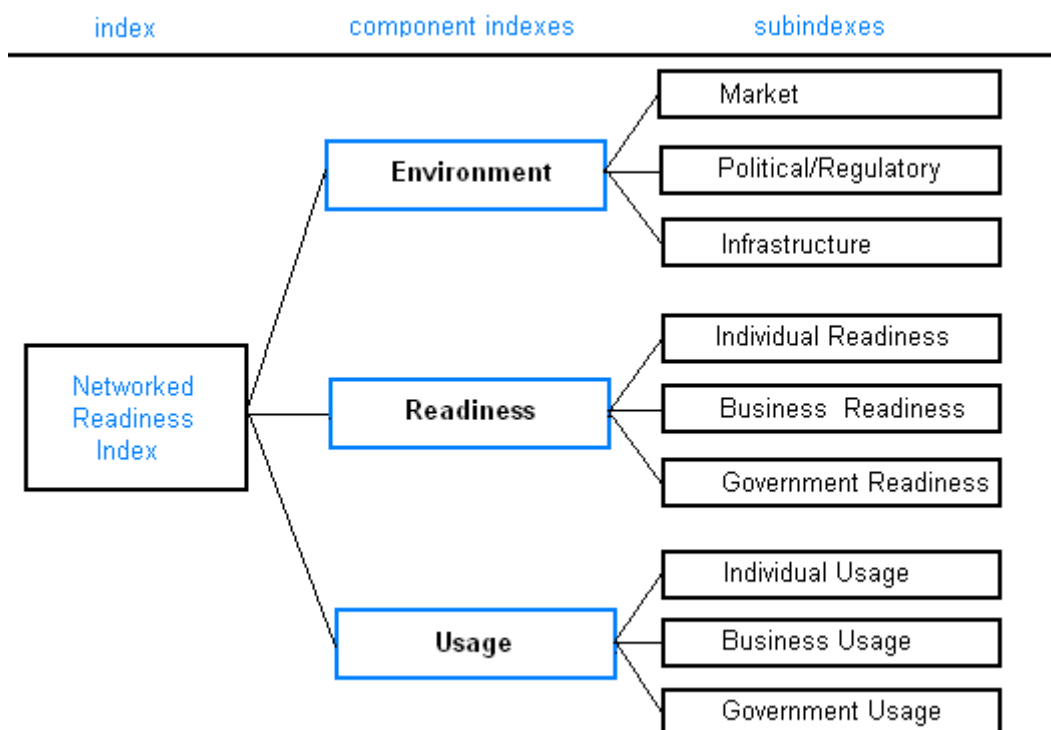 index component indexes subindexes
Market
Environment
Political/Regulatory
Infrastructure
Networked
Readiness
Index
Individual Readiness
Readiness
Business Readiness
Government Readiness
Individual Usage
Usage
Business Usage
Government Usage